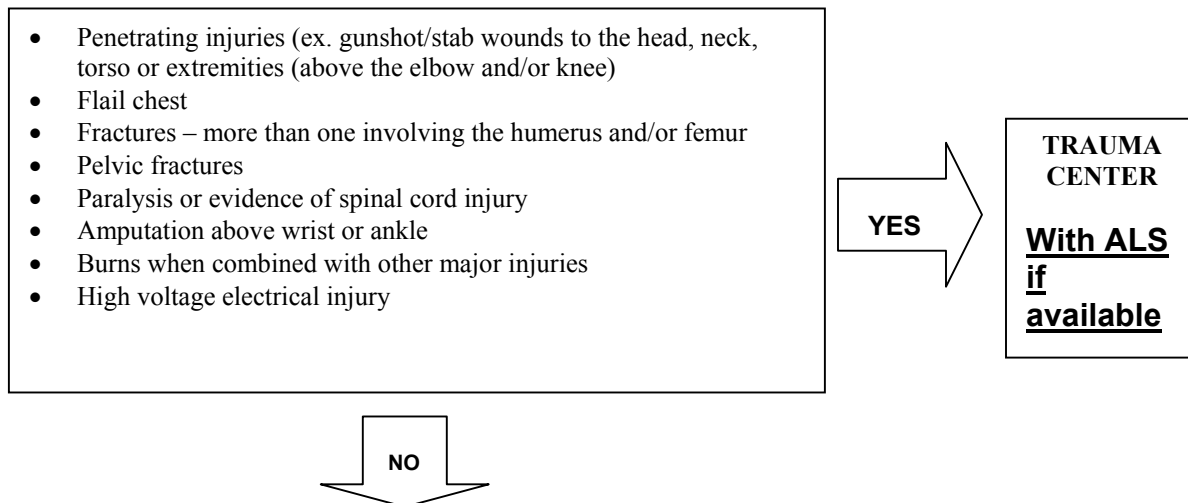 • Penetrating injuries (ex. gunshot/stab wounds to the head, neck,
torso or extremities (above the elbow and/or knee)
• Flail chest
• Fractures – more than one involving the humerus and/or femur
• Pelvic fractures
• Paralysis or evidence of spinal cord injury
• Amputation above wrist or ankle
• Burns when combined with other major injuries
• High voltage electrical injury
YES
TRAUMA
CENTER
With ALS
if
available
NO